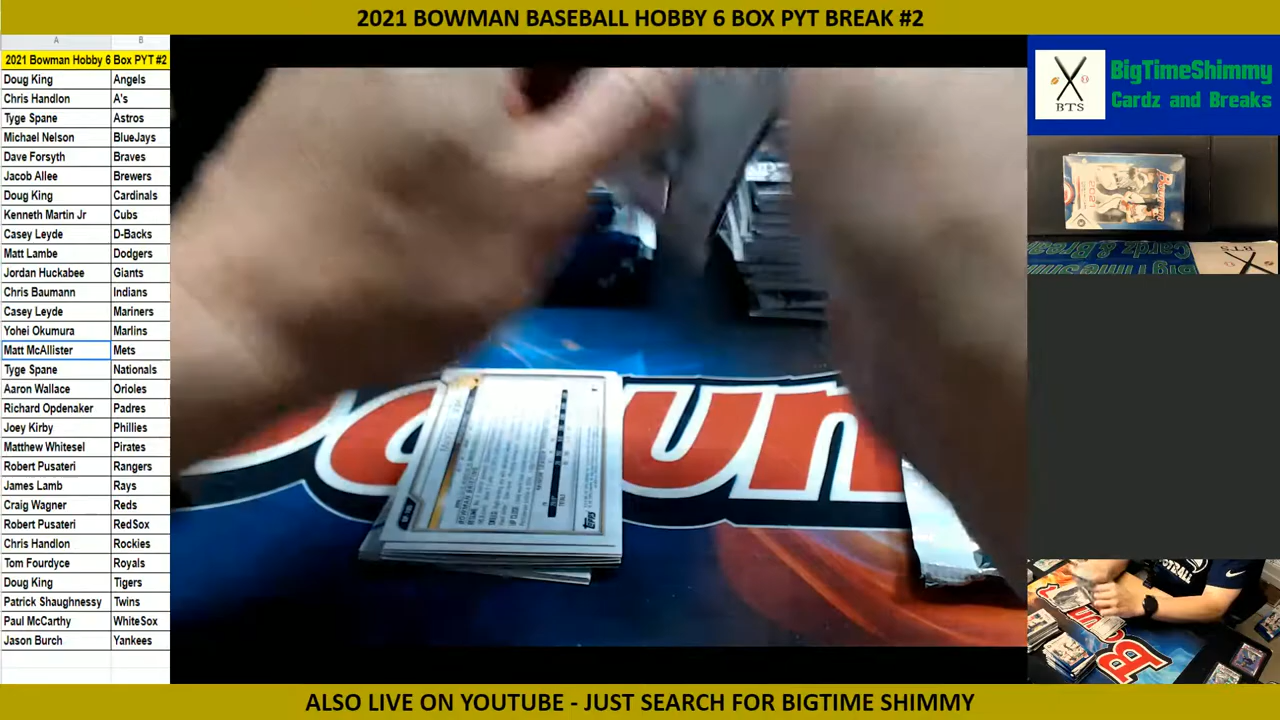 2021 BOWMAN BASEBALL HOBBY 6 BOX PYT BREAK #2
A B
2021 Bowman Hobby 6 Box PYT #2
Doug King Angels
Chris Handlon A's
Tyge Spane Astros
Michael Nelson BlueJays
Dave Forsyth Braves
Jacob Allee Brewers
Doug King Cardinals
Kenneth Martin Jr Cubs
Casey Leyde D-Backs
Matt Lambe Dodgers
Jordan Huckabee Giants
Chris Baumann Indians
Casey Leyde Mariners
Yohei Okumura Marlins
Matt McAllister Mets
Tyge Spane Nationals
Aaron Wallace Orioles
Richard Opdenaker Padres
Joey Kirby Phillies
Matthew Whitesel Pirates
Robert Pusateri Rangers
James Lamb Rays
Craig Wagner Reds
Robert Pusateri RedSox
Chris Handlon Rockies
Tom Fourdyce Royals
Doug King Tigers
Patrick Shaughnessy Twins
Paul McCarthy WhiteSox
Jason Burch Yankees
BTS
BigTimeShimmy
Cardz and Breaks
Bowman
2021
BTS
Topps
ALSO LIVE ON YOUTUBE - JUST SEARCH FOR BIGTIME SHIMMY